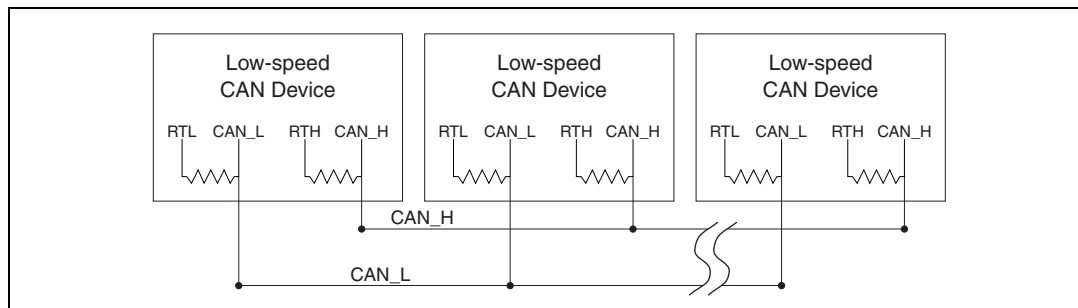 Low-speed
CAN Device
RTL CAN_L RTH CAN_H
Low-speed
CAN Device
RTL CAN_L RTH CAN_H
Low-speed
CAN Device
RTL CAN_L RTH CAN_H
CAN_H
CAN_L